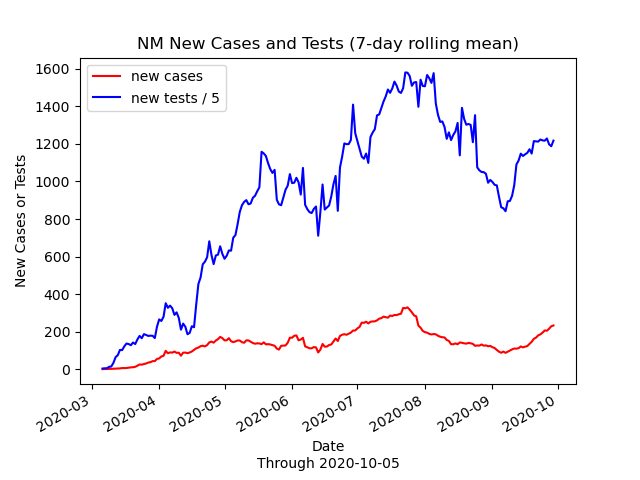 NM New Cases and Tests (7-day rolling mean)
new cases
new tests / 5
New Cases or Tests
1600
1400
1200
1000
800
600
400
200
0
2020-03
2020-04
2020-05
2020-06
2020-07
2020-08
2020-09
2020-10
Date
Through 2020-10-05